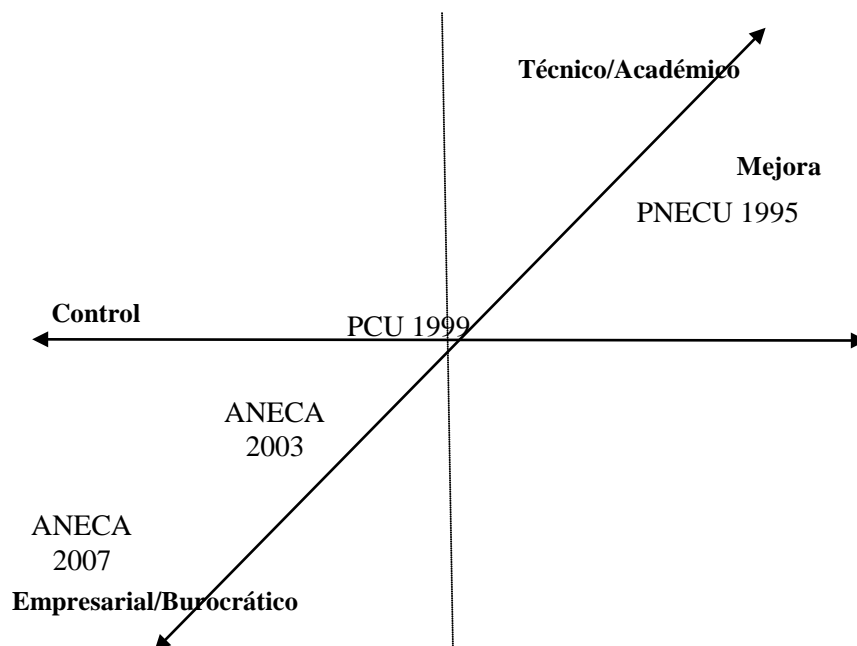 Técnico/Académico
Mejora
PNECU 1995
Control
PCU 1999
ANECA
2003
ANECA
2007
Empresarial/Burocrático